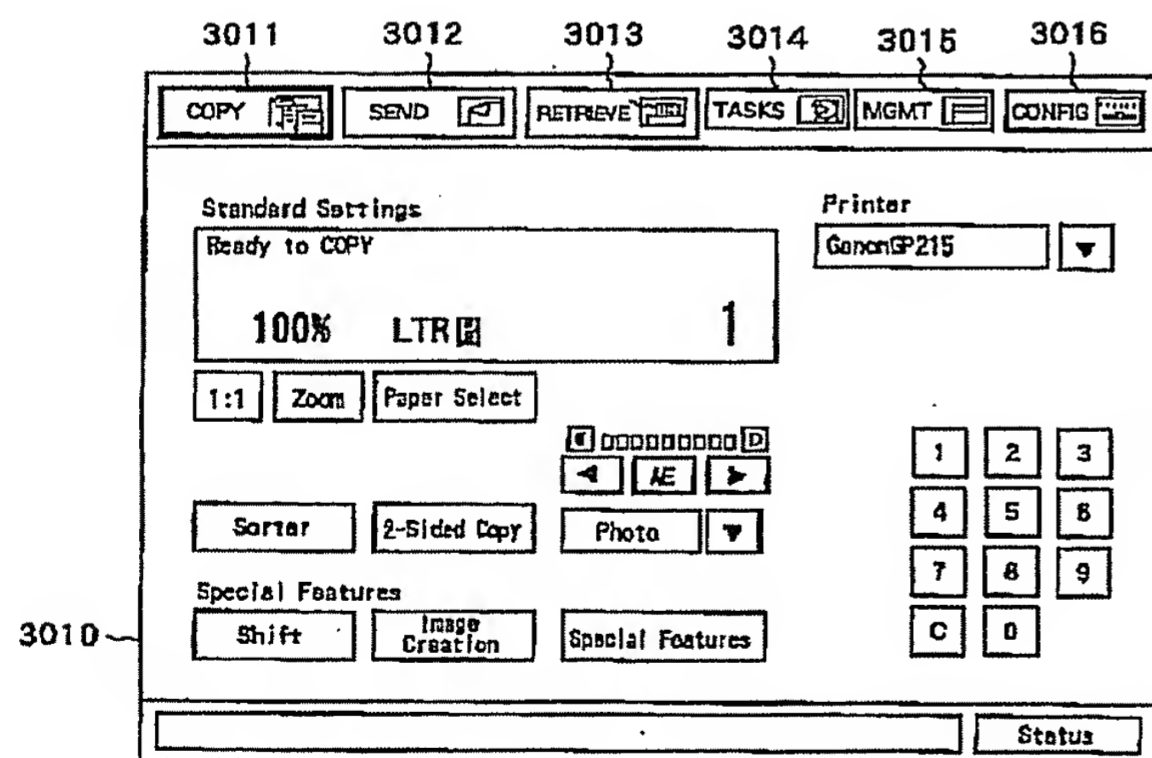 3011 3012 3013 3014 3015 3016
COPY SEND RETRIEVE TASKS MGMT CONFIG
Standard Settings
Printer
Ready to COPY
CanonGP215 ▼
100% LTR 1
1:1 Zoom Paper Select
1 2 3
◄ AE ►
4 5 6
Sorter 2-Sided Copy Photo ▼
7 8 9
Special Features
3010
Shift Image Creation Special Features
C 0
Status